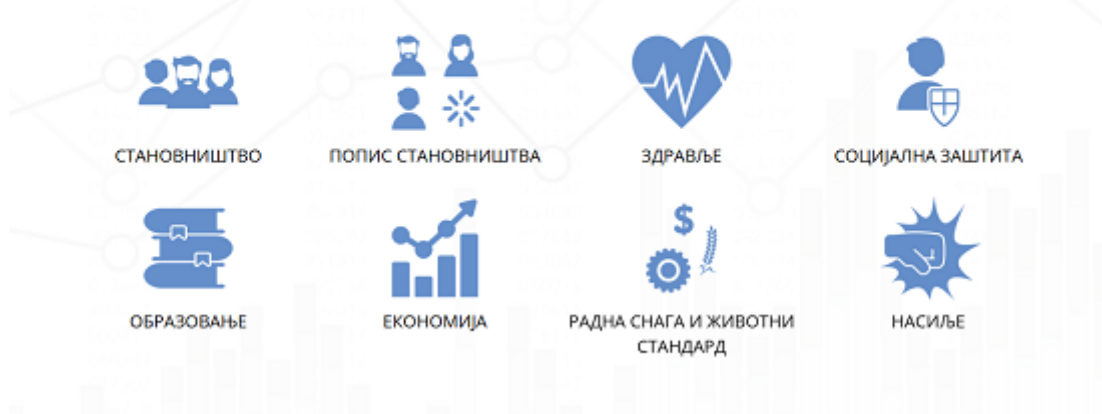 СТАНОВНИШТВО
ПОПИС СТАНОВНИШТВА
ЗДРАВЉЕ
СОЦИЈАЛНА ЗАШТИТА
ОБРАЗОВАЊЕ
ЕКОНОМИЈА
РАДНА СНАГА И ЖИВОТНИ
СТАНДАРД
НАСИЉЕ